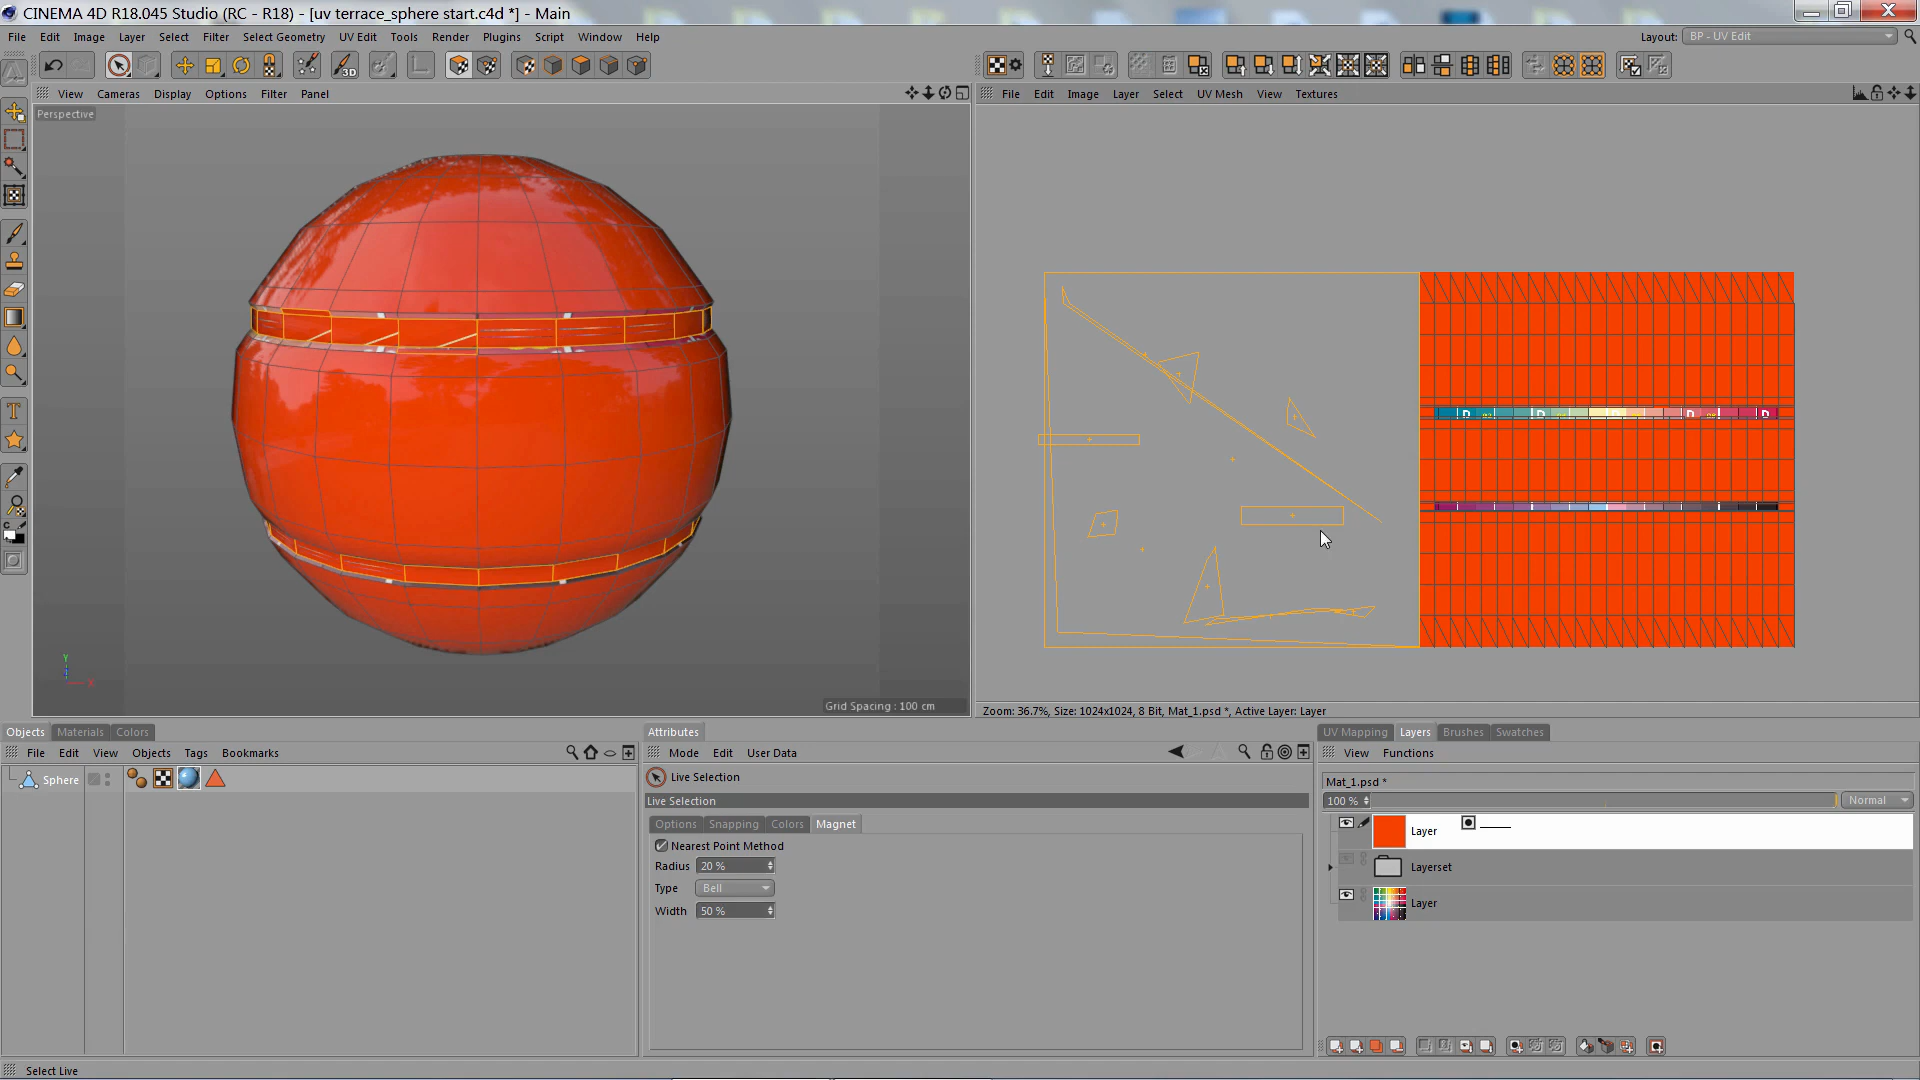 CINEMA 4D R18.045 Studio (RC - R18) - [uv terrace_sphere start.c4d *] - Main
File Edit Image Layer Select Filter Select Geometry UV Edit Tools Render Plugins Script Window Help
Layout: BP - UV Edit
View Cameras Display Options Filter Panel
File Edit Image Layer Select UV Mesh View Textures
Perspective
Y
X
Grid Spacing : 100 cm
Zoom: 36.7%, Size: 1024x1024, 8 Bit, Mat_1.psd *, Active Layer: Layer
Objects Materials Colors
File Edit View Objects Tags Bookmarks
Sphere
Attributes
Mode Edit User Data
Live Selection
Live Selection
Options Snapping Colors Magnet
Nearest Point Method
Radius 20 %
Type Bell
Width 50 %
UV Mapping Layers Brushes Swatches
View Functions
Mat_1.psd *
100 % Normal
Layer
Layerset
Layer
Select Live